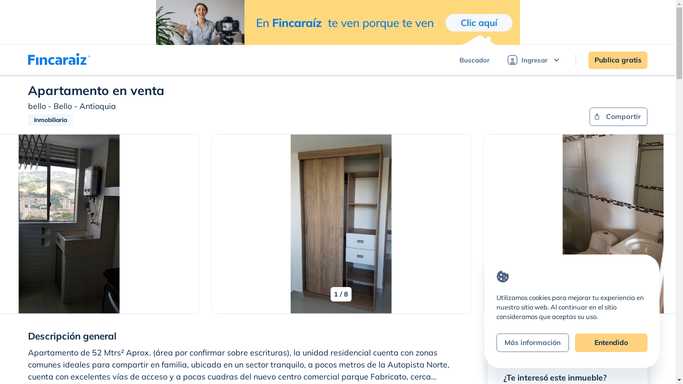 En Fincaraíz te ven porque te ven
Clic aquí
Fincaraiz
Buscador
Ingresar
Publica gratis
Apartamento en venta
bello - Bello - Antioquia
Inmobiliaria
Compartir
1 / 8
Utilizamos cookies para mejorar tu experiencia en
nuestro sitio web. Al continuar en el sitio
consideramos que aceptas su uso.
Más información
Entendido
Descripción general
Apartamento de 52 Mtrs² Aprox. (área por confirmar sobre escrituras), la unidad residencial cuenta con zonas
comunes ideales para compartir en familia, ubicada en un sector tranquilo, a pocos metros de la Autopista Norte,
cuenta con excelentes vías de acceso y a pocas cuadras del nuevo centro comercial parque Fabricato, cerca...
¿Te interesó este inmueble?